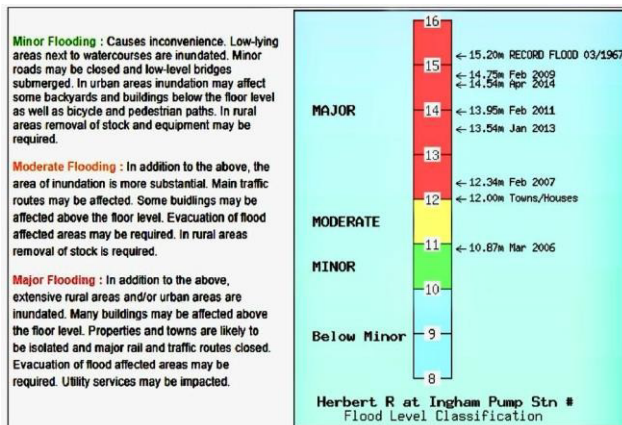 Minor Flooding : Causes inconvenience. Low-lying
areas next to watercourses are inundated. Minor
roads may be closed and low-level bridges
submerged. In urban areas inundation may affect
some backyards and buildings below the floor level
as well as bicycle and pedestrian paths. In rural
areas removal of stock and equipment may be
required.
Moderate Flooding : In addition to the above, the
area of inundation is more substantial. Main traffic
routes may be affected. Some buidlings may be
affected above the floor level. Evacuation of flood
affected areas may be required. In rural areas
removal of stock is required.
Major Flooding : In addition to the above,
extensive rural areas and/or urban areas are
inundated. Many buildings may be affected above
the floor level. Properties and towns are likely to
be isolated and major rail and traffic routes closed.
Evacuation of flood affected areas may be
required. Utility services may be impacted.
16
15.20m RECORD FLOOD 03/1967
15
14.75m Feb 2009
14.54m Apr 2014
MAJOR
14
13.95m Feb 2011
13.54m Jan 2013
13
12.34m Feb 2007
12
12.00m Towns/Houses
MODERATE
11
10.87m Mar 2006
MINOR
10
Below Minor
9
8
Herbert R at Ingham Pump Stn #
Flood Level Classification